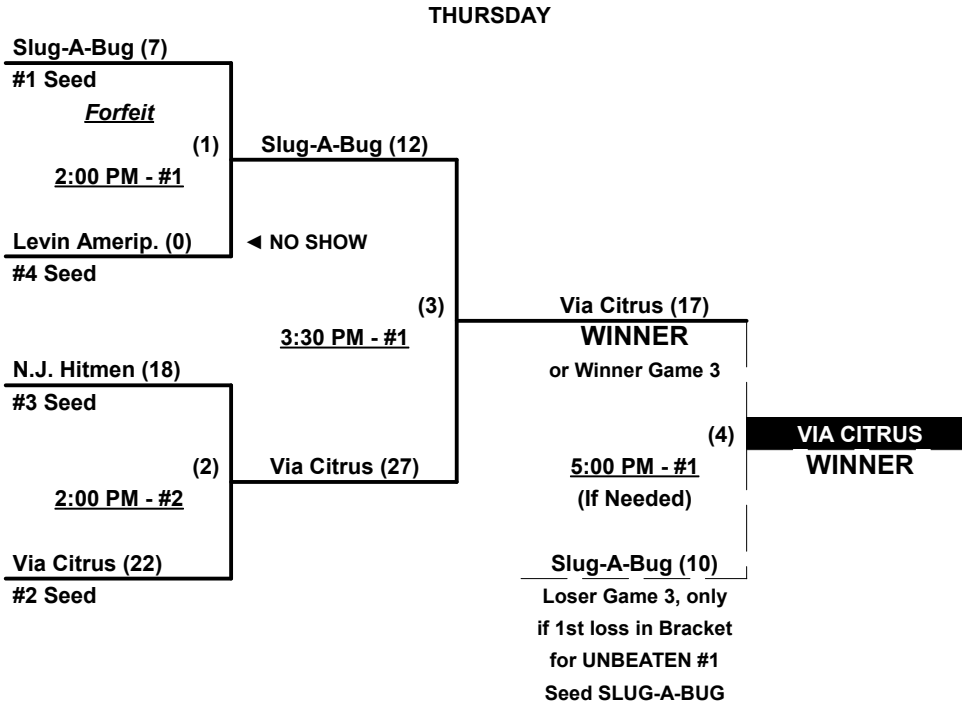 THURSDAY
Slug-A-Bug (7)
#1 Seed
Forfeit
(1)
Slug-A-Bug (12)
2:00 PM - #1
Levin Amerip. (0)
◄ NO SHOW
#4 Seed
(3)
Via Citrus (17)
3:30 PM - #1
WINNER
or Winner Game 3
N.J. Hitmen (18)
#3 Seed
(4)
VIA CITRUS
WINNER
(2)
Via Citrus (27)
5:00 PM - #1
2:00 PM - #2
(If Needed)
Via Citrus (22)
#2 Seed
Slug-A-Bug (10)
Loser Game 3, only
if 1st loss in Bracket
for UNBEATEN #1
Seed SLUG-A-BUG